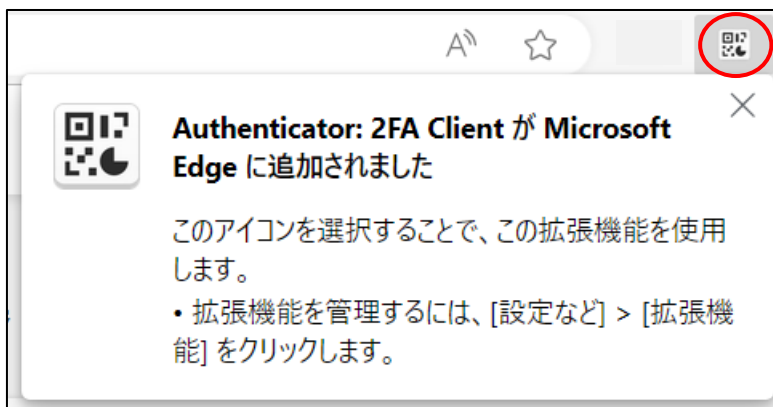 Authenticator: 2FA Client が Microsoft
Edge に追加されました
このアイコンを選択することで、この拡張機能を使用
します。
• 拡張機能を管理するには、[設定など] > [拡張機
能] をクリックします。